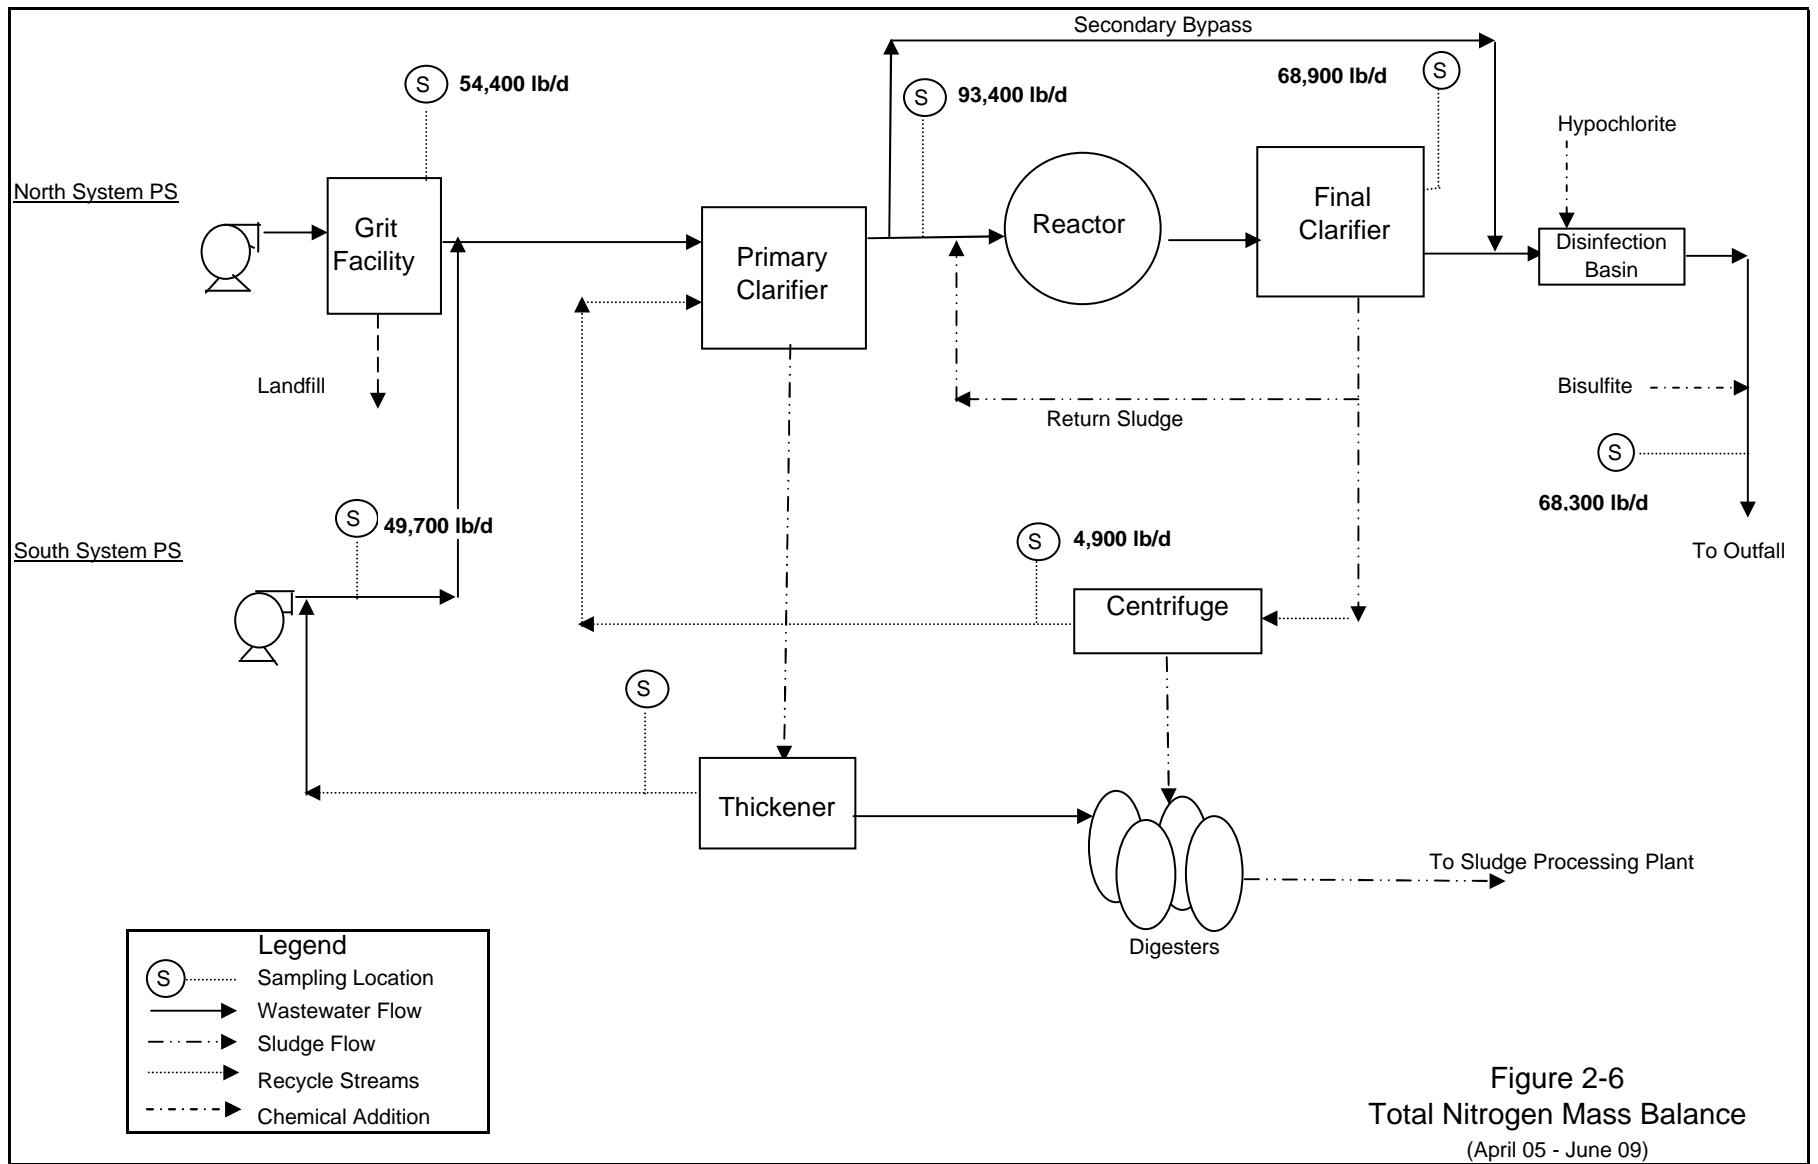 Secondary Bypass
S
54,400 lb/d
S
93,400 lb/d
68,900 lb/d
S
Hypochlorite
North System PS
Grit
Facility
Primary
Clarifier
Reactor
Final
Clarifier
Disinfection
Basin
Landfill
Return Sludge
Bisulfite
S
68.300 lb/d
To Outfall
S
49,700 lb/d
South System PS
S
4,900 lb/d
Centrifuge
S
Thickener
Digesters
To Sludge Processing Plant
Legend
S
Sampling Location
Wastewater Flow
Sludge Flow
Recycle Streams
Chemical Addition
Figure 2-6
Total Nitrogen Mass Balance
(April 05 - June 09)